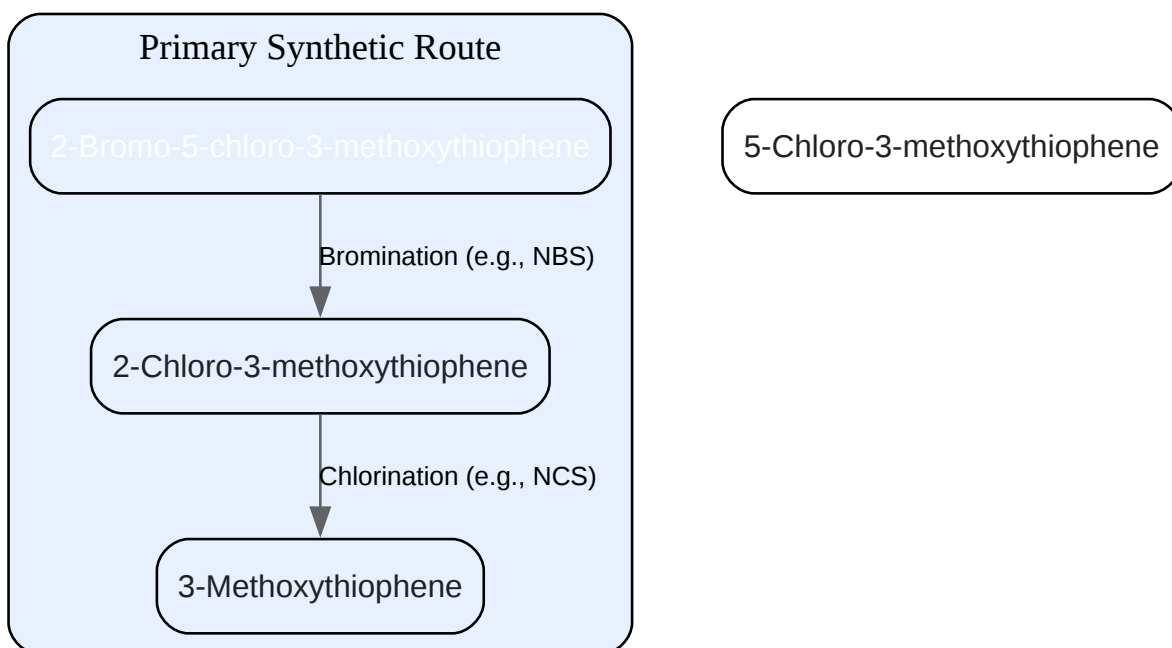 Primary Synthetic Route
2-Bromo-5-chloro-3-methoxythiophene
5-Chloro-3-methoxythiophene
Bromination (e.g., NBS)
2-Chloro-3-methoxythiophene
Chlorination (e.g., NCS)
3-Methoxythiophene